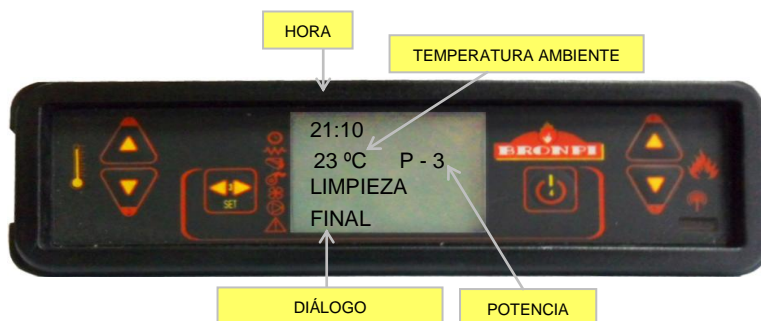 HORA
TEMPERATURA AMBIENTE
21:10
23 ºC P - 3
LIMPIEZA
FINAL
BRONPI
SET
DIÁLOGO
POTENCIA